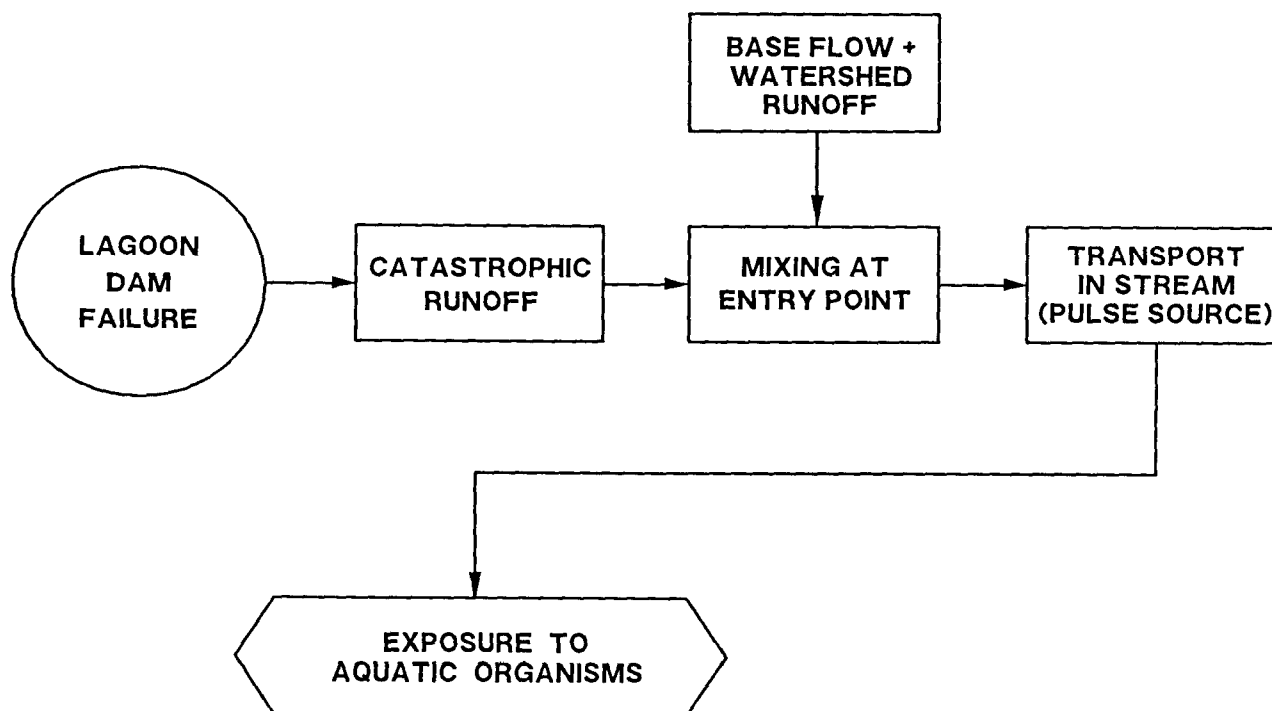 BASE FLOW +
WATERSHED
RUNOFF
LAGOON
DAM
FAILURE
CATASTROPHIC
RUNOFF
MIXING AT
ENTRY POINT
TRANSPORT
IN STREAM
(PULSE SOURCE)
EXPOSURE TO
AQUATIC ORGANISMS